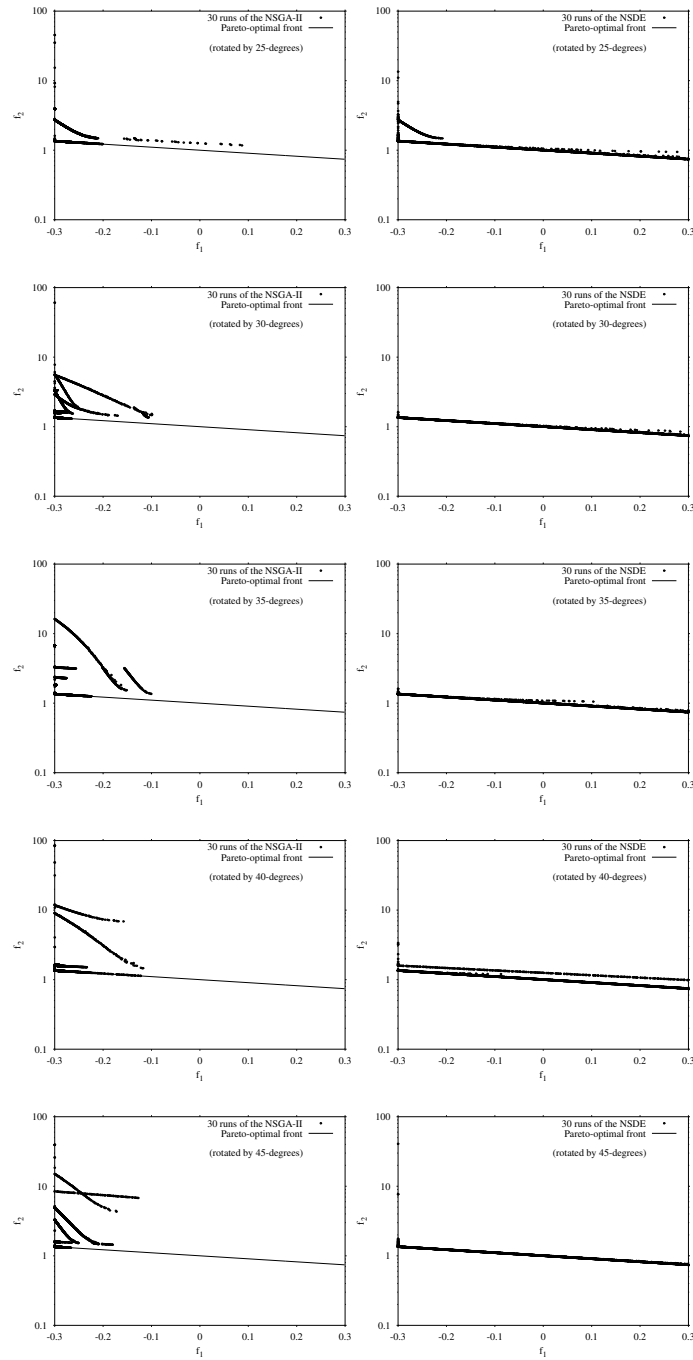 30 runs of the NSGA-II
Pareto-optimal front
(rotated by 25-degrees)
100
10
1
0.1
f2
-0.3 -0.2 -0.1 0 0.1 0.2 0.3
f1
30 runs of the NSDE
Pareto-optimal front
(rotated by 25-degrees)
100
10
1
0.1
f2
-0.3 -0.2 -0.1 0 0.1 0.2 0.3
f1
30 runs of the NSGA-II
Pareto-optimal front
(rotated by 30-degrees)
100
10
1
0.1
f2
-0.3 -0.2 -0.1 0 0.1 0.2 0.3
f1
30 runs of the NSDE
Pareto-optimal front
(rotated by 30-degrees)
100
10
1
0.1
f2
-0.3 -0.2 -0.1 0 0.1 0.2 0.3
f1
30 runs of the NSGA-II
Pareto-optimal front
(rotated by 35-degrees)
100
10
1
0.1
f2
-0.3 -0.2 -0.1 0 0.1 0.2 0.3
f1
30 runs of the NSDE
Pareto-optimal front
(rotated by 35-degrees)
100
10
1
0.1
f2
-0.3 -0.2 -0.1 0 0.1 0.2 0.3
f1
30 runs of the NSGA-II
Pareto-optimal front
(rotated by 40-degrees)
100
10
1
0.1
f2
-0.3 -0.2 -0.1 0 0.1 0.2 0.3
f1
30 runs of the NSDE
Pareto-optimal front
(rotated by 40-degrees)
100
10
1
0.1
f2
-0.3 -0.2 -0.1 0 0.1 0.2 0.3
f1
30 runs of the NSGA-II
Pareto-optimal front
(rotated by 45-degrees)
100
10
1
0.1
f2
-0.3 -0.2 -0.1 0 0.1 0.2 0.3
f1
30 runs of the NSDE
Pareto-optimal front
(rotated by 45-degrees)
100
10
1
0.1
f2
-0.3 -0.2 -0.1 0 0.1 0.2 0.3
f1